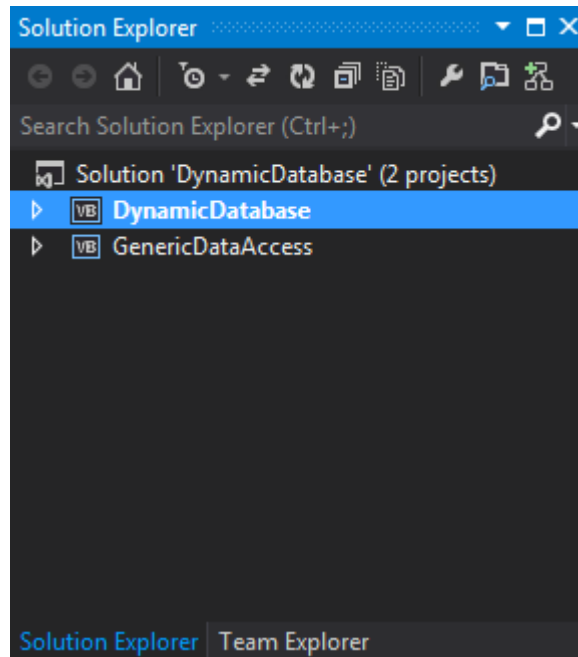 Solution Explorer
Search Solution Explorer (Ctrl+;)
Solution 'DynamicDatabase' (2 projects)
VB DynamicDatabase
VB GenericDataAccess
Solution Explorer Team Explorer